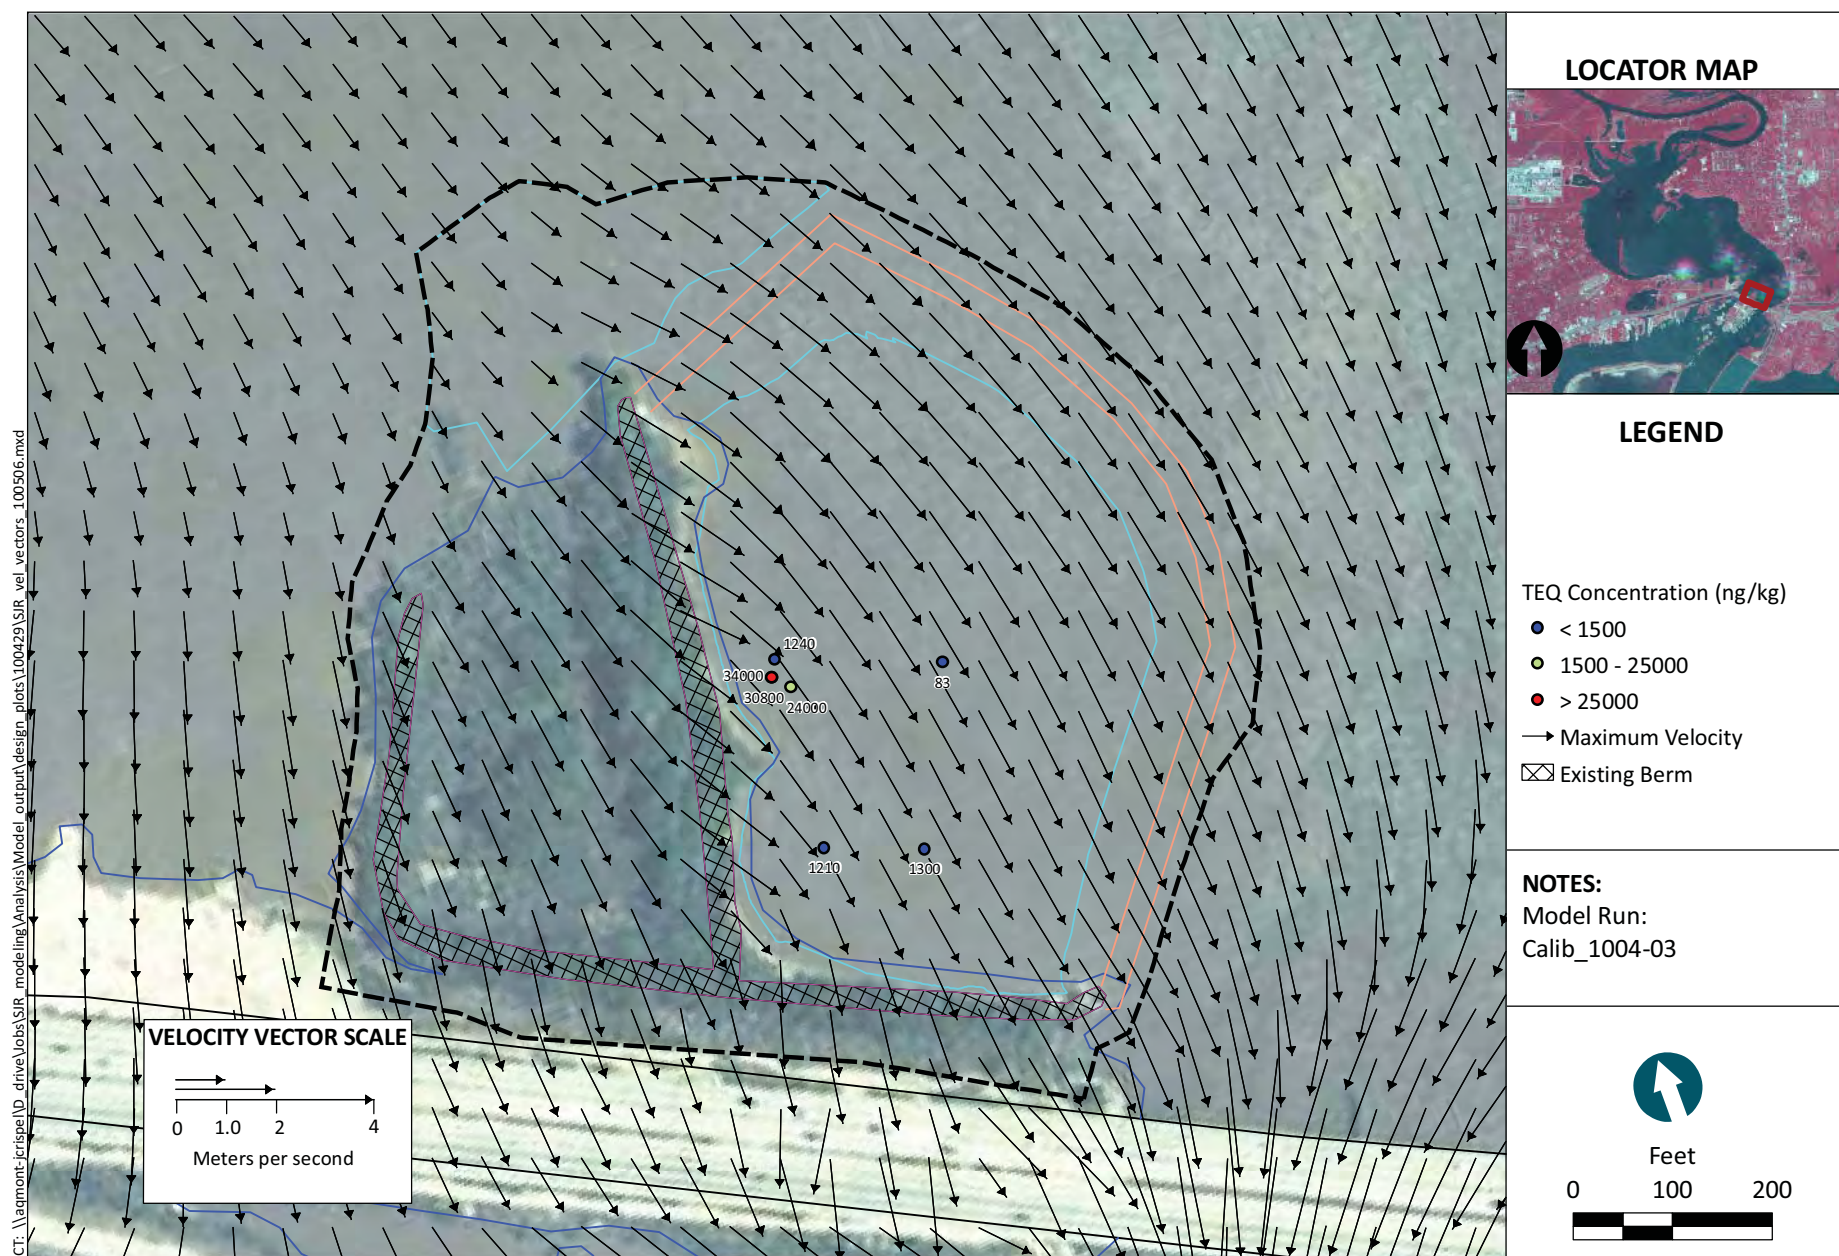 LOCATOR MAP
LEGEND
TEQ Concentration (ng/kg)
< 1500
1500 - 25000
> 25000
Maximum Velocity
Existing Berm
NOTES:
Model Run:
Calib_1004-03
Feet
0 100 200
1240
34000
30800
24000
83
1210
1300
VELOCITY VECTOR SCALE
0 1.0 2 4
Meters per second
CT: \\aqmont-jcrispel\D_drive\Jobs\SJR_modeling\Analysis\Model_output\design_plots\100429\SJR_vel_vectors_100506.mxd